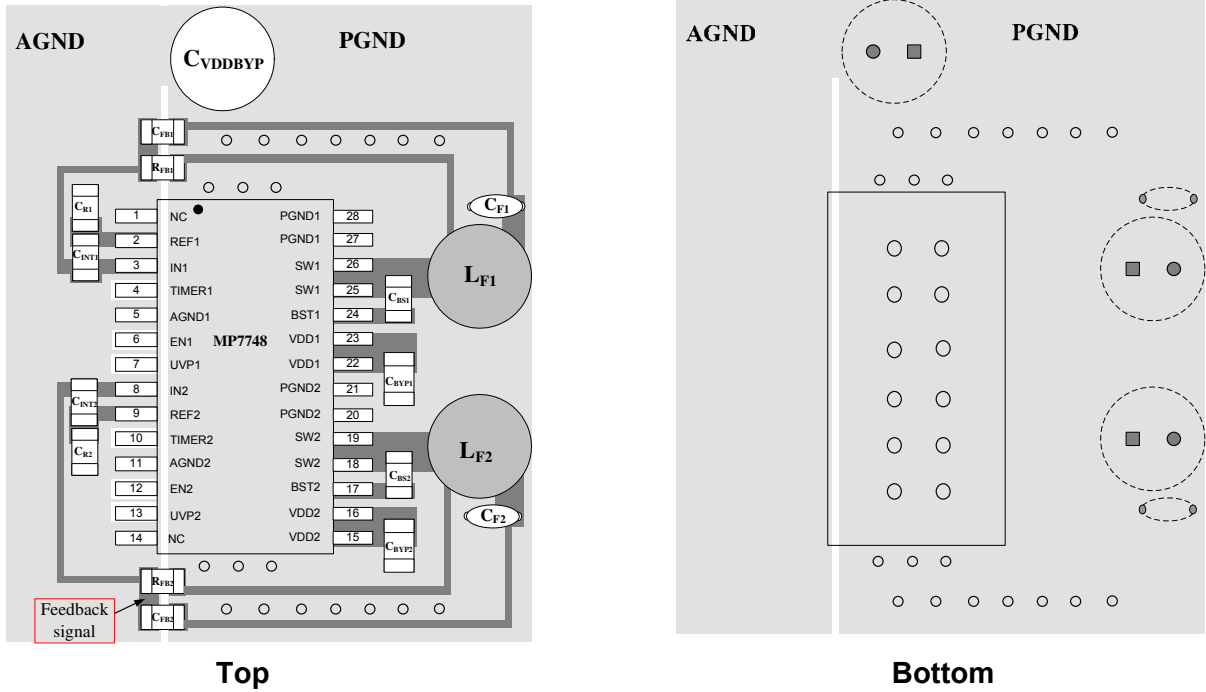 AGND
PGND
CVDDBYP
CFB1
RFB1
CR1
CINT1
CF1
LF1
CBS1
CBYP1
1 NC
2 REF1
3 IN1
4 TIMER1
5 AGND1
6 EN1
7 UVP1
8 IN2
9 REF2
10 TIMER2
11 AGND2
12 EN2
13 UVP2
14 NC
MP7748
PGND1 28
PGND1 27
SW1 26
SW1 25
BST1 24
VDD1 23
VDD1 22
PGND2 21
PGND2 20
SW2 19
SW2 18
BST2 17
VDD2 16
VDD2 15
CINT2
CR2
LF2
CBS2
CF2
CBYP2
RFB2
CFB2
Feedback
signal
Top
AGND
PGND
Bottom